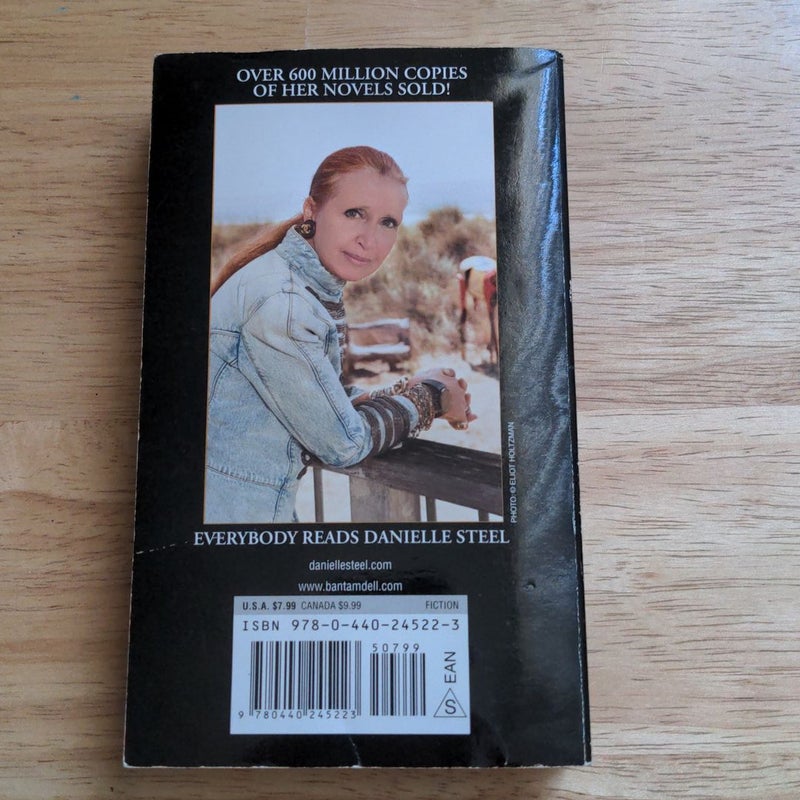 OVER 600 MILLION COPIES
OF HER NOVELS SOLD!
PHOTO: © ELIOT HOLTZMAN
EVERYBODY READS DANIELLE STEEL
daniellesteel.com
www.bantamdell.com
U.S.A. $7.99 CANADA $9.99 FICTION
ISBN 978-0-440-24522-3
50799
9 780440 245223
S EAN